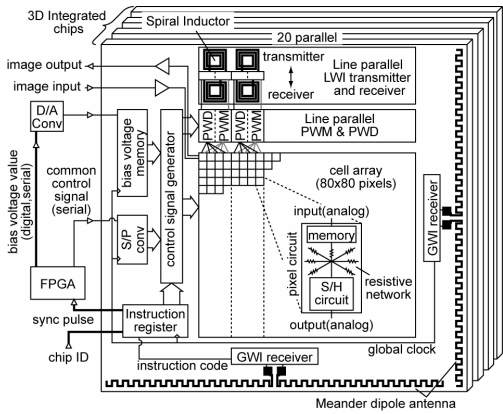 3D Integrated
chips
Spiral Inductor
20 parallel
image output
image input
transmitter
receiver
Line parallel
LWI transmitter
and receiver
D/A
Conv
PWD
PWM
PWD
PWM
Line parallel
PWM & PWD
bias voltage value
(digital,serial)
common
control
signal
(serial)
bias voltage
memory
control signal generator
cell array
(80x80 pixels)
S/P
conv
input(analog)
pixel circuit
memory
S/H
circuit
resistive
network
output(analog)
GWI receiver
FPGA
Instruction
register
sync pulse
chip ID
instruction code
GWI receiver
global clock
Meander dipole antenna